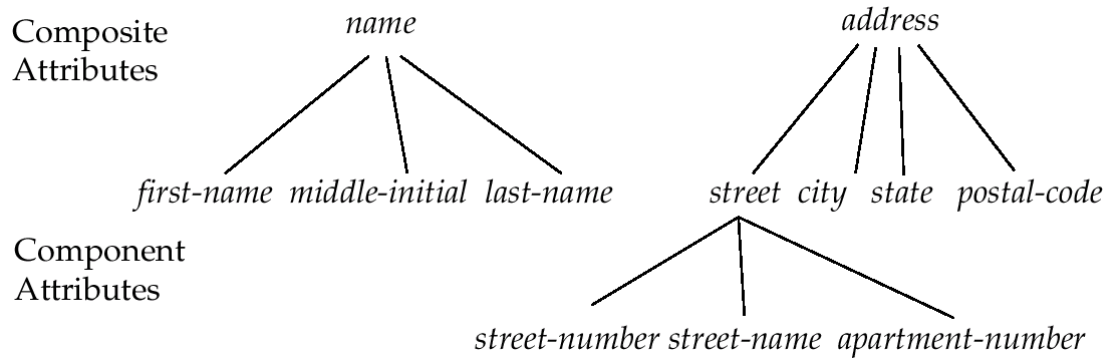 Composite Attributes
name
address
first-name middle-initial last-name
street city state postal-code
Component Attributes
street-number street-name apartment-number